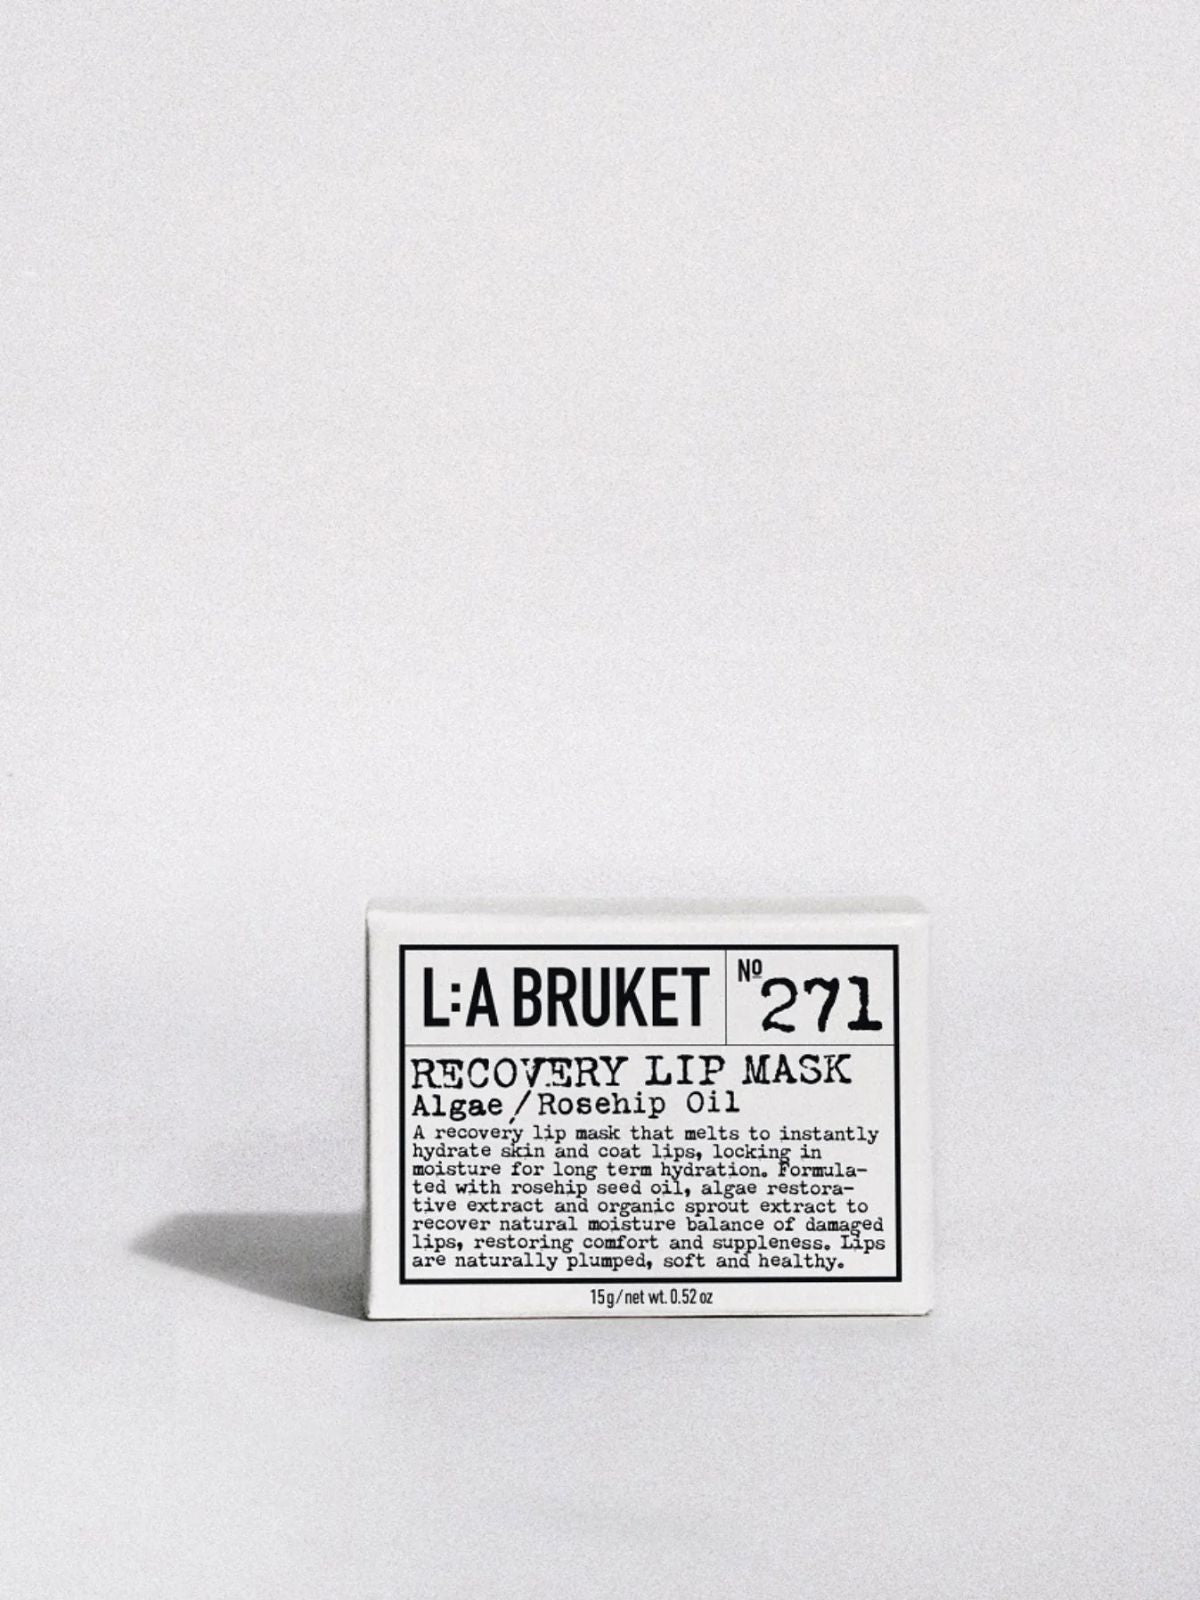 L:A BRUKET
Nº 271
RECOVERY LIP MASK
Algae/Rosehip Oil
A recovery lip mask that melts to instantly
hydrate skin and coat lips, locking in
moisture for long term hydration. Formula-
ted with rosehip seed oil, algae restora-
tive extract and organic sprout extract to
recover natural moisture balance of damaged
lips, restoring comfort and suppleness. Lips
are naturally plumped, soft and healthy.
15g/net wt. 0.52 oz